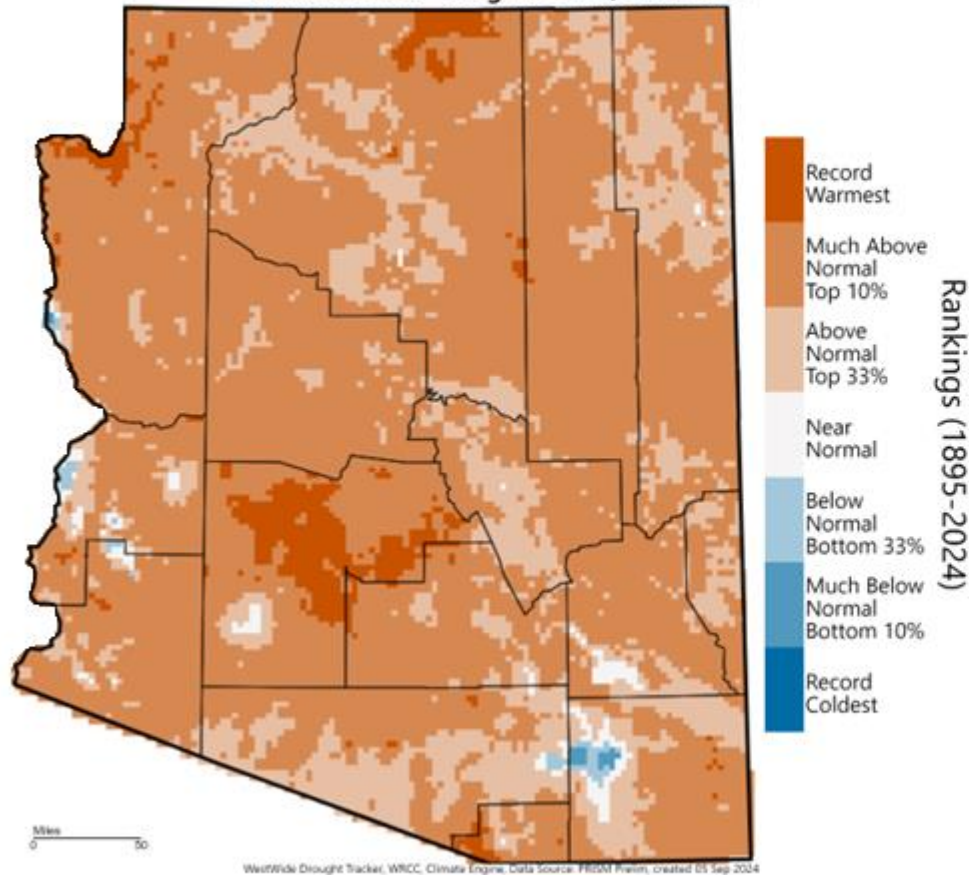 Record
Warmest
Much Above
Normal
Top 10%
Above
Normal
Top 33%
Near
Normal
Below
Normal
Bottom 33%
Much Below
Normal
Bottom 10%
Record
Coldest
Rankings (1895-2024)
Miles
0 50
WestWide Drought Tracker, WRCC, Climate Engine, Data Source: PRISM Prelim, created 05 Sep 2024